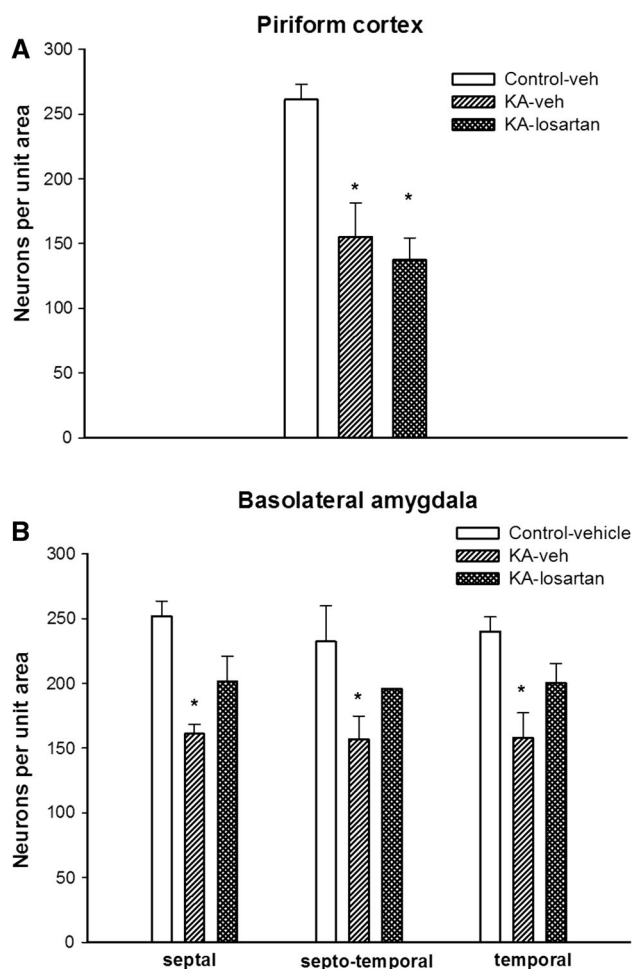 Piriform cortex
A
Neurons per unit area
300
250
200
150
100
50
0
Control-veh
KA-veh
KA-losartan
*
*
Basolateral amygdala
B
Neurons per unit area
300
250
200
150
100
50
0
Control-vehicle
KA-veh
KA-losartan
*
*
*
septal
septo-temporal
temporal